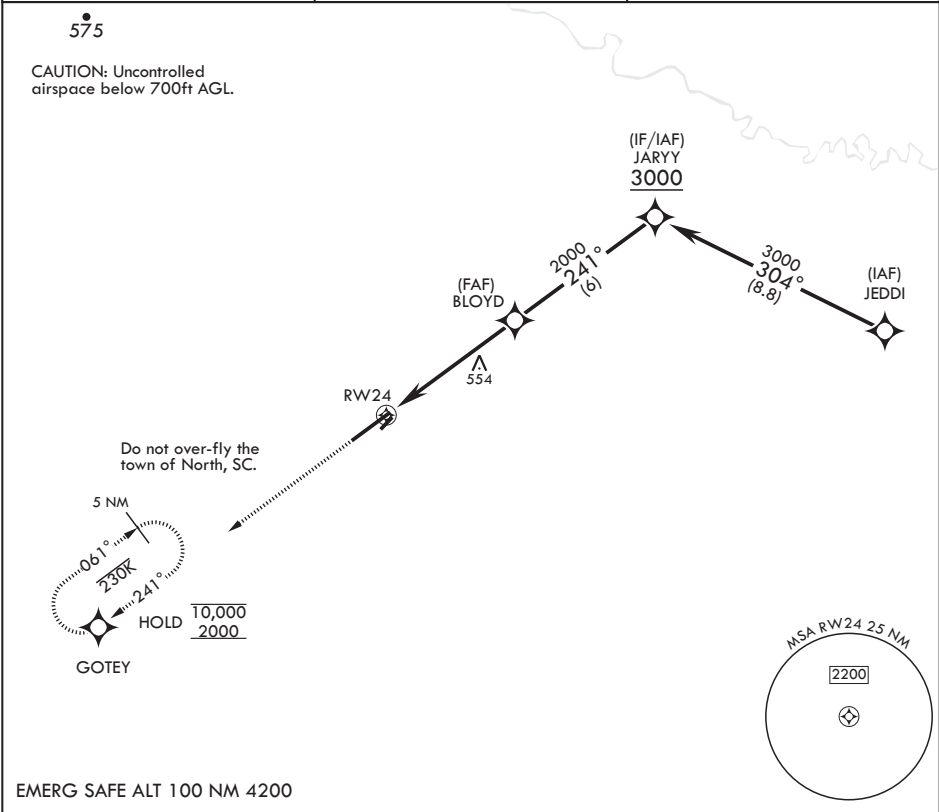 575
CAUTION: Uncontrolled
airspace below 700ft AGL.
(IF/IAF)
JARYY
3000
2000
241°
(6)
3000
304°
(8.8)
(IAF)
JEDDI
(FAF)
BLOYD
554
RW24
Do not over-fly the
town of North, SC.
5 NM
061°
230K
241°
HOLD
10,000
2000
GOTEY
MSA RW24 25 NM
2200
EMERG SAFE ALT 100 NM 4200